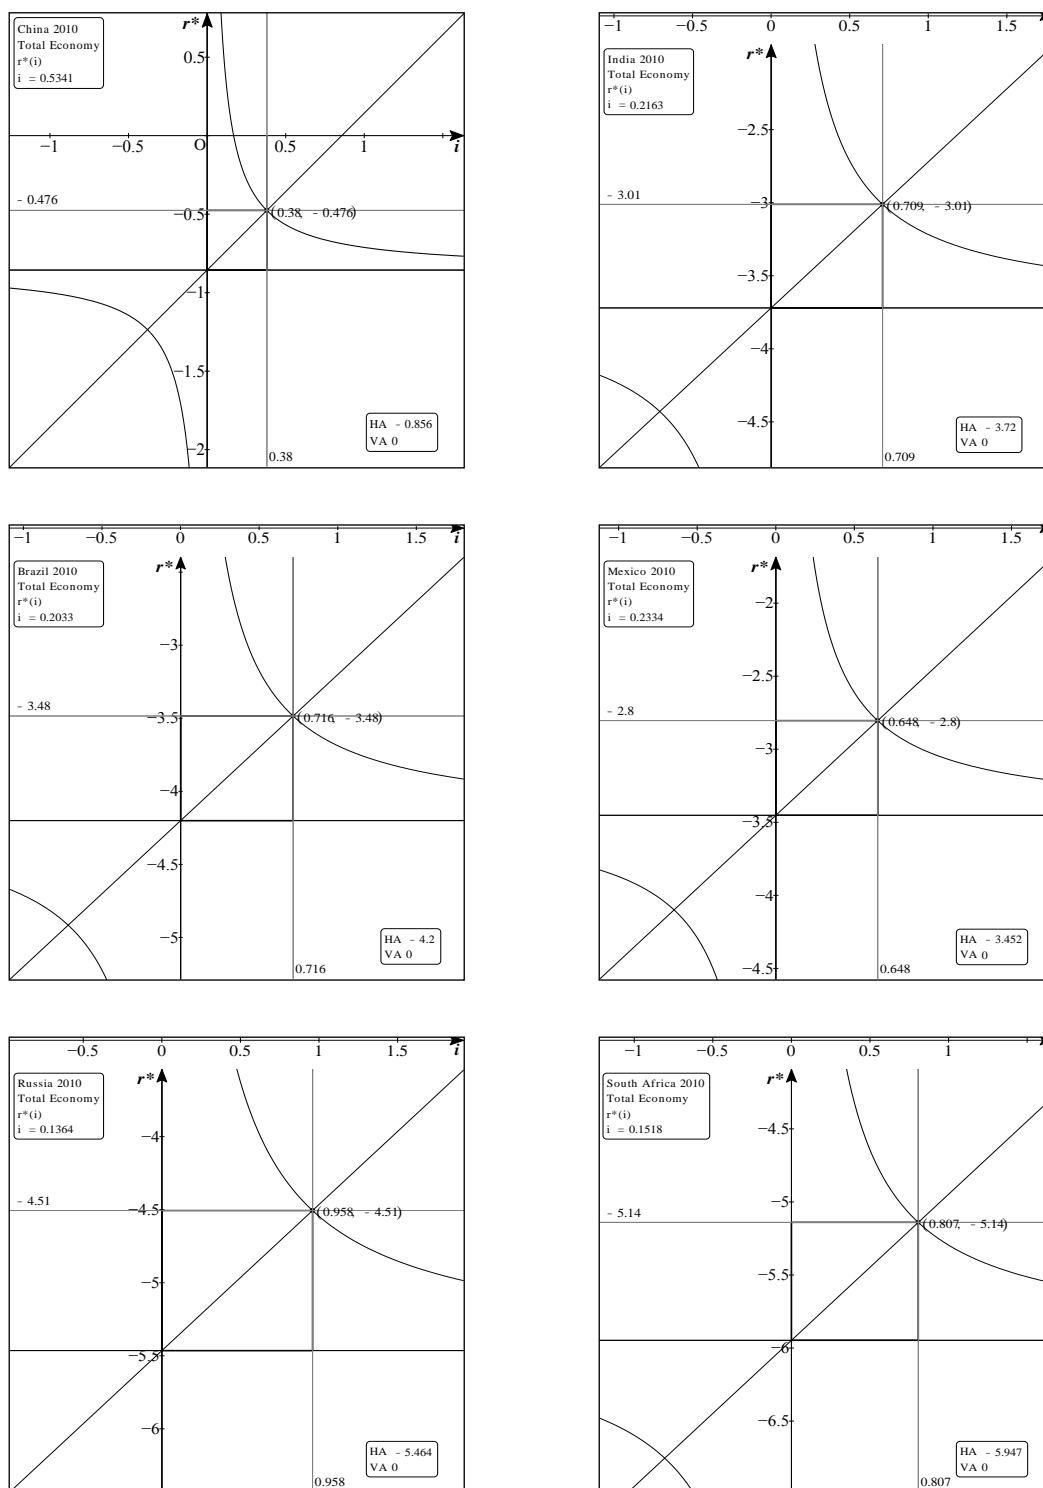 China 2010
Total Economy
r*(i)
i = 0.5341
r*
0.5
−1
−0.5
O
0.5
1
i
- 0.476
−0.5
(0.38, - 0.476)
−1
−1.5
−2
HA - 0.856
VA 0
0.38
−1
−0.5
0
0.5
1
1.5
India 2010
Total Economy
r*(i)
i = 0.2163
r*
−2.5
- 3.01
−3
(0.709, - 3.01)
−3.5
−4
−4.5
HA - 3.72
VA 0
0.709
−1
−0.5
0
0.5
1
1.5
i
Brazil 2010
Total Economy
r*(i)
i = 0.2033
r*
−3
- 3.48
−3.5
(0.716, - 3.48)
−4
−4.5
−5
HA - 4.2
VA 0
0.716
−1
−0.5
0
0.5
1
1.5
Mexico 2010
Total Economy
r*(i)
i = 0.2334
r*
−2
−2.5
- 2.8
(0.648, - 2.8)
−3
−3.5
−4
−4.5
HA - 3.452
VA 0
0.648
−0.5
0
0.5
1
1.5
i
Russia 2010
Total Economy
r*(i)
i = 0.1364
r*
−4
- 4.51
−4.5
(0.958, - 4.51)
−5
−5.5
−6
HA - 5.464
VA 0
0.958
−1
−0.5
0
0.5
1
1.5
South Africa 2010
Total Economy
r*(i)
i = 0.1518
r*
−4.5
−5
- 5.14
(0.807, - 5.14)
−5.5
−6
−6.5
HA - 5.947
VA 0
0.807